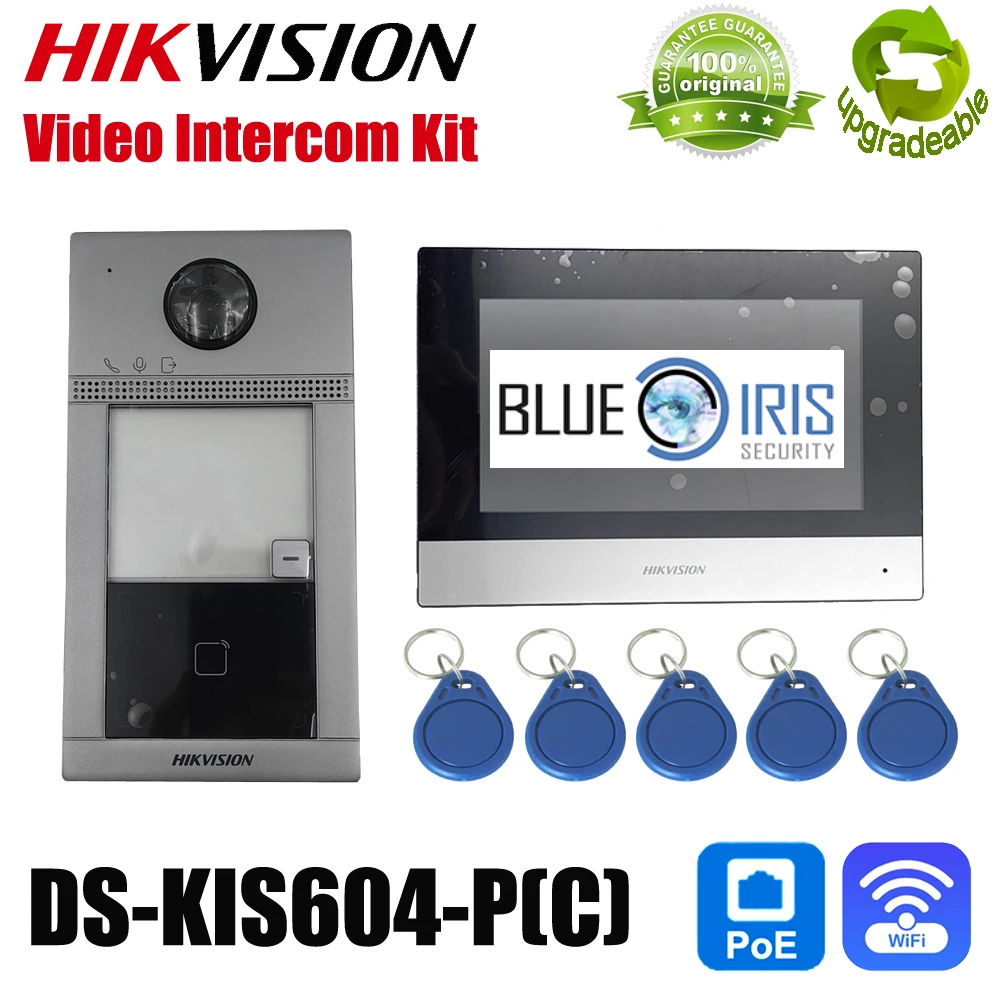 HIKVISION
Video Intercom Kit
GUARANTEE GUARANTEE
100%
original
upgradeable
BLUE IRIS
SECURITY
HIKVISION
HIKVISION
DS-KIS604-P(C)
PoE
WiFi